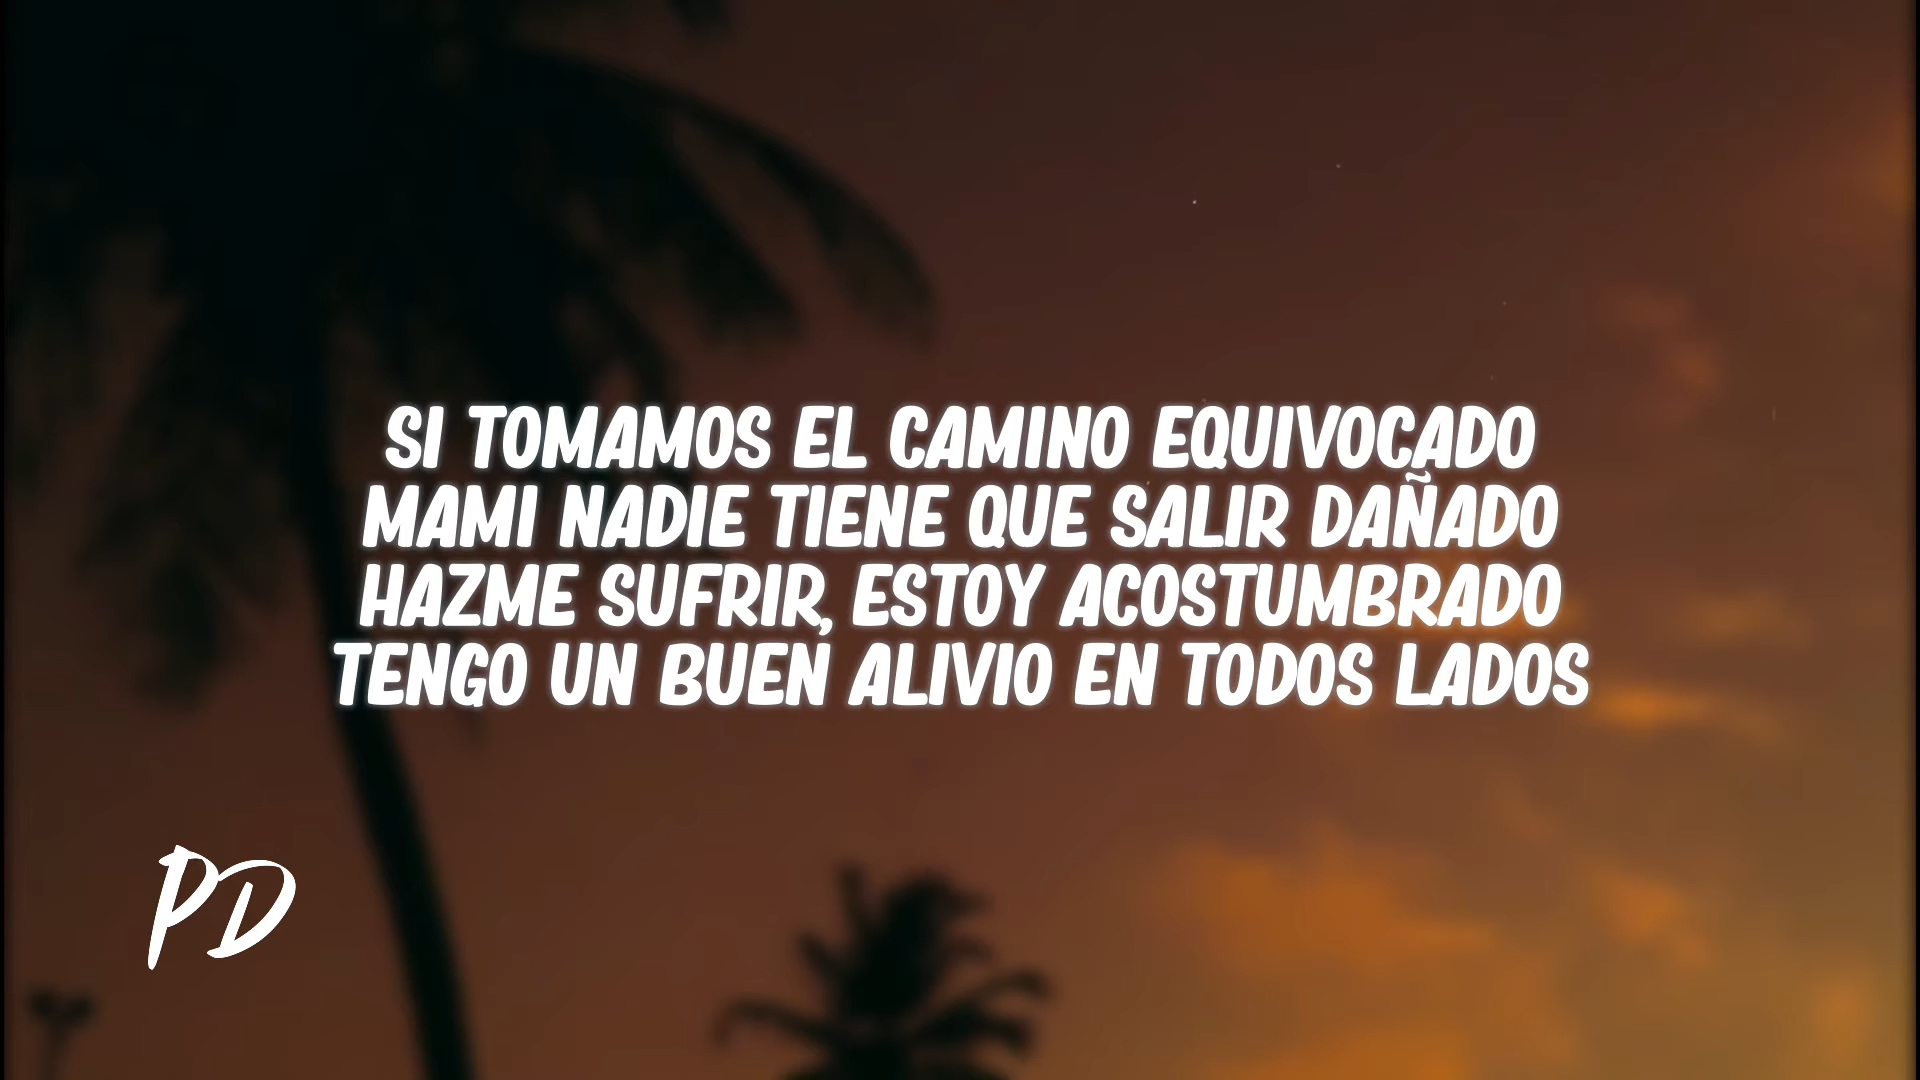 SI TOMAMOS EL CAMINO EQUIVOCADO
MAMI NADIE TIENE QUE SALIR DAÑADO
HAZME SUFRIR, ESTOY ACOSTUMBRADO
TENGO UN BUEN ALIVIO EN TODOS LADOS
PD